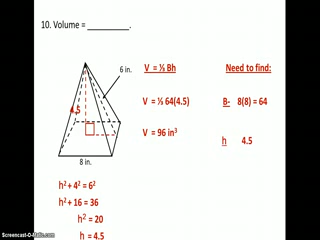 10. Volume = __________.
6 in.
V = ⅓ Bh
Need to find:
4.5
V = ⅓ 64(4.5)
B- 8(8) = 64
V = 96 in³
h 4.5
8 in.
h² + 4² = 6²
h² + 16 = 36
h² = 20
h = 4.5
Screencast-O-Matic.com